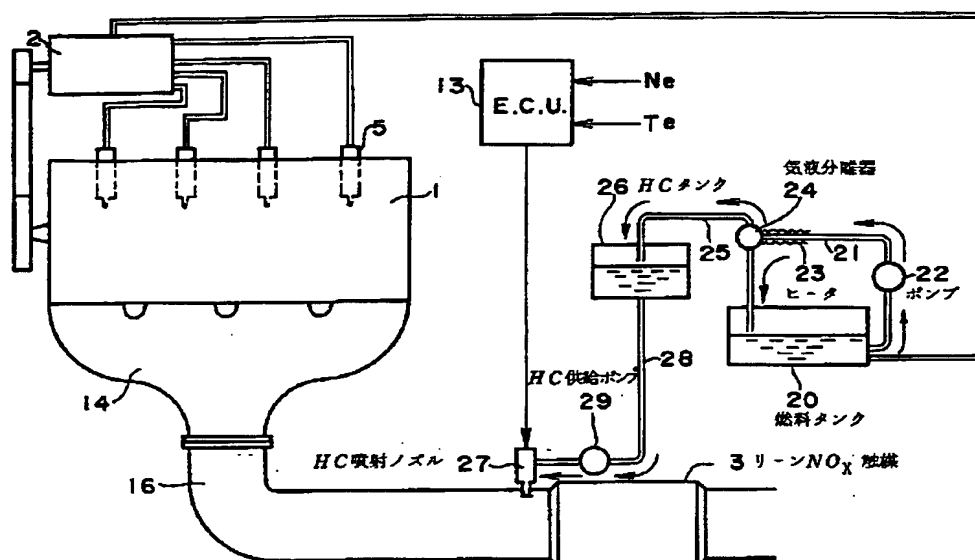 2
5
1
13
E.C.U.
Ne
Te
気液分離器
24
26
HCタンク
25
23
21
ヒータ
22
ポンプ
28
HC供給ポンプ
29
20
燃料タンク
14
16
HC噴射ノズル 27
3 リーンNOX触媒